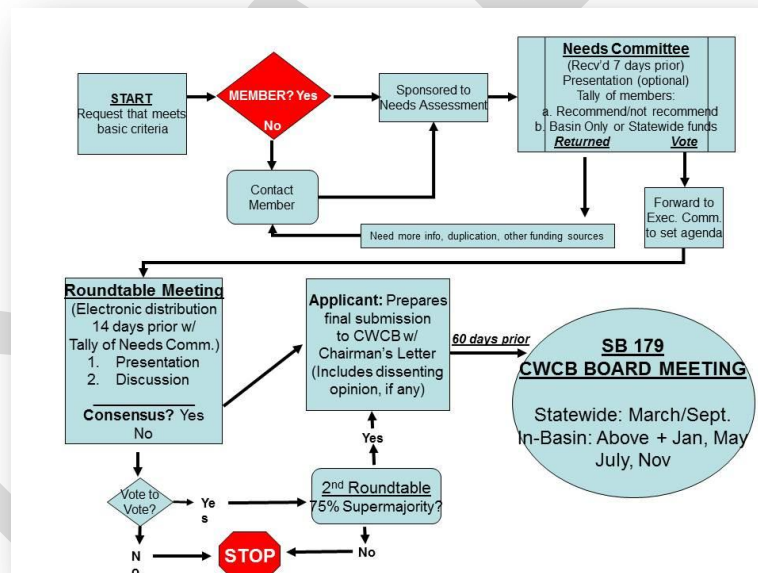 START
Request that meets
basic criteria
MEMBER? Yes
No
Sponsored to
Needs Assessment
Needs Committee
(Recv'd 7 days prior)
Presentation (optional)
Tally of members:
a. Recommend/not recommend
b. Basin Only or Statewide funds
Returned Vote
Contact
Member
Need more info, duplication, other funding sources
Forward to
Exec. Comm.
to set agenda
Roundtable Meeting
(Electronic distribution
14 days prior w/
Tally of Needs Comm.)
1. Presentation
2. Discussion
Consensus? Yes
No
Applicant: Prepares
final submission
to CWCB w/
Chairman's Letter
(Includes dissenting
opinion, if any)
60 days prior
SB 179
CWCB BOARD MEETING
Statewide: March/Sept.
In-Basin: Above + Jan, May
July, Nov
Yes
Vote to
Vote?
Ye
s
2nd Roundtable
75% Supermajority?
N
o
STOP
No